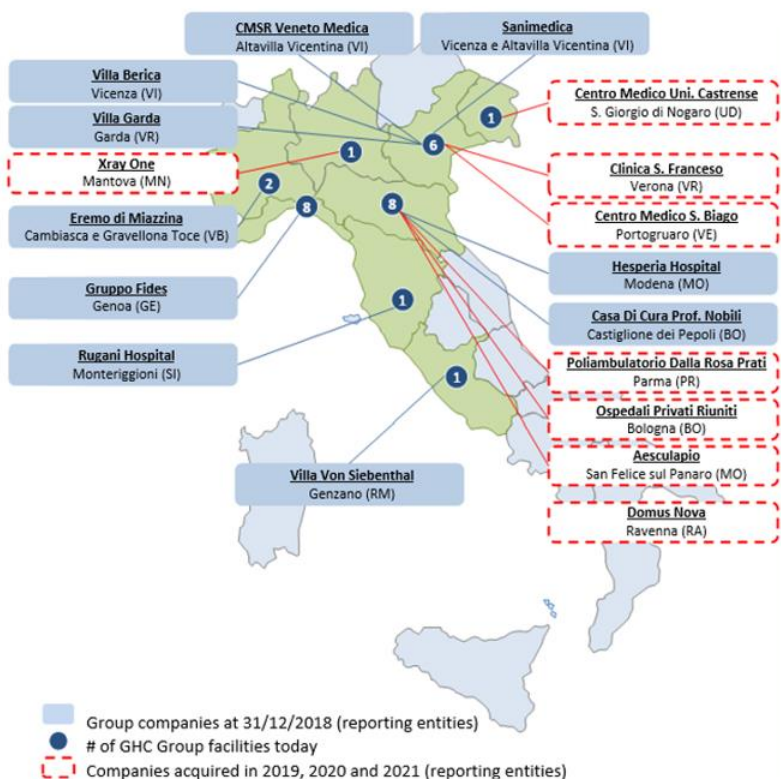 CMSR Veneto Medica
Altavilla Vicentina (VI)
Sanimedica
Vicenza e Altavilla Vicentina (VI)
Villa Berica
Vicenza (VI)
Centro Medico Uni. Castrense
S. Giorgio di Nogaro (UD)
Villa Garda
Garda (VR)
1
6
Xray One
Mantova (MN)
1
Clinica S. Franceso
Verona (VR)
2
8
8
Eremo di Miazzina
Cambiasca e Gravellona Toce (VB)
Centro Medico S. Biago
Portogruaro (VE)
Hesperia Hospital
Modena (MO)
Gruppo Fides
Genoa (GE)
1
Casa Di Cura Prof. Nobili
Castiglione dei Pepoli (BO)
Rugani Hospital
Monteriggioni (SI)
Poliambulatorio Dalla Rosa Prati
Parma (PR)
1
Ospedali Privati Riuniti
Bologna (BO)
Aesculapio
San Felice sul Panaro (MO)
Villa Von Siebenthal
Genzano (RM)
Domus Nova
Ravenna (RA)
Group companies at 31/12/2018 (reporting entities)
# of GHC Group facilities today
Companies acquired in 2019, 2020 and 2021 (reporting entities)